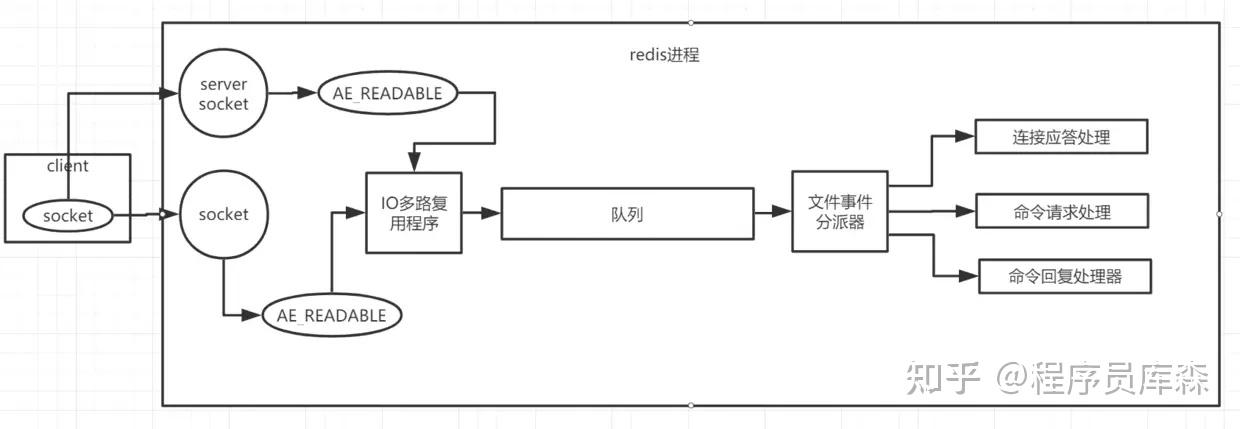 redis进程
server
socket
AE_READABLE
client
socket
socket
AE_READABLE
IO多路复
用程序
队列
文件事件
分派器
连接应答处理
命令请求处理
命令回复处理器
知乎 @程序员库森